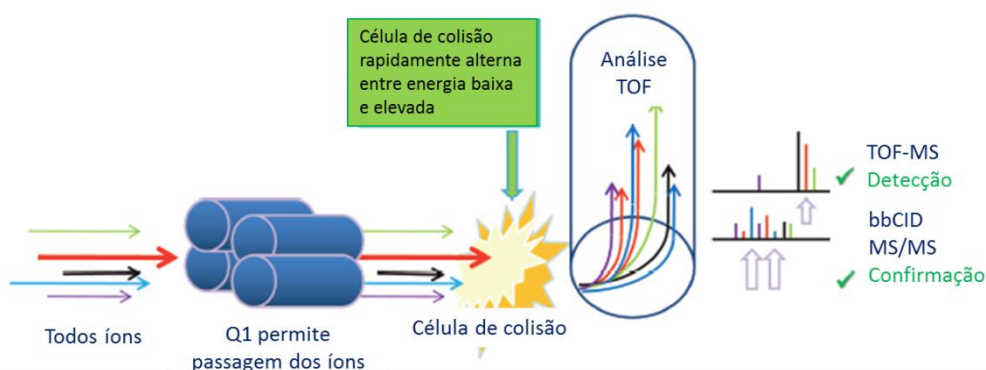 Célula de colisão
rapidamente alterna
entre energia baixa
e elevada
Análise
TOF
TOF-MS
Detecção
bbCID
MS/MS
Confirmação
Todos íons
Q1 permite
passagem dos íons
Célula de colisão